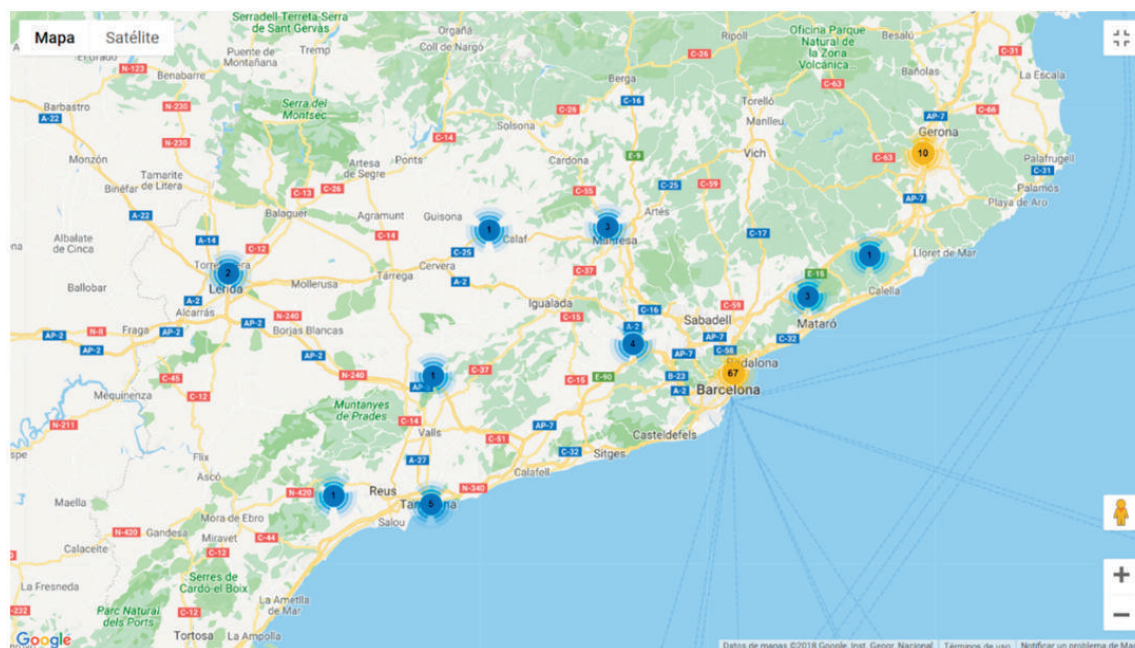 Mapa Satélite
Serradell-Terreta-Serra
de Sant Gervàs
Orgañá
Coll de Nargó
C-26
Ripoll
Oficina Parque
Natural de
la Zona
Volcánica...
Besalú
C-31
El Grado
N-123
Benabarre
Puente de
Montañana
Tremp
Berga
C-16
C-26
C-63
Bañolas
La Escala
Barbastro
A-22
N-230
Serra del
Montsec
C-26
Solsona
Torelló
Manlleu
AP-7
C-66
Gerona
Monzón
N-230
C-14
Artesa
de Segre
Ponts
Cardona
E-9
Vich
C-63
10
Palafrugell
C-31
Binéfar
Tamarite
de Litera
C-13
C-26
C-55
C-25
C-59
AP-7
Palamós
Playa de Aro
A-22
Balaguer
Agramunt
Guisona
Artés
Albalate
de Cinca
A-14
C-12
C-14
1
Calaf
3
Manresa
C-17
Lloret de Mar
C-25
Cervera
1
2
Lérida
Mollerusa
Tárrega
A-2
C-37
E-15
Calella
Ballobar
Alcarrás
A-2
N-240
Igualada
C-16
C-59
3
Mataró
Fraga
N-II
AP-2
AP-2
AP-2
AP-2
Borjas Blancas
C-15
A-2
Sabadell
AP-7
C-32
AP-2
4
AP-7
C-58
Badalona
C-45
N-240
1
C-37
C-15
E-90
B-23
67
A-2
Barcelona
Mequinenza
C-12
Muntanyes
de Prades
C-14
N-211
Valls
C-51
AP-7
Casteldefels
Flix
A-27
C-32
Sitges
Ascó
Calafell
Maella
N-420
1
Reus
N-340
5
Tarragona
Salou
N-420
Gandesa
Mora de Ebro
Miravet
C-44
Calaceite
C-12
La Fresneda
Serres de
Cardó-el Boix
Parc Natural
dels Ports
C-12
La Ametlla
de Mar
Tortosa
La Ampolla
Google
Datos de mapas ©2018 Google, Inst. Geogr. Nacional
Términos de uso
Notificar un problema de